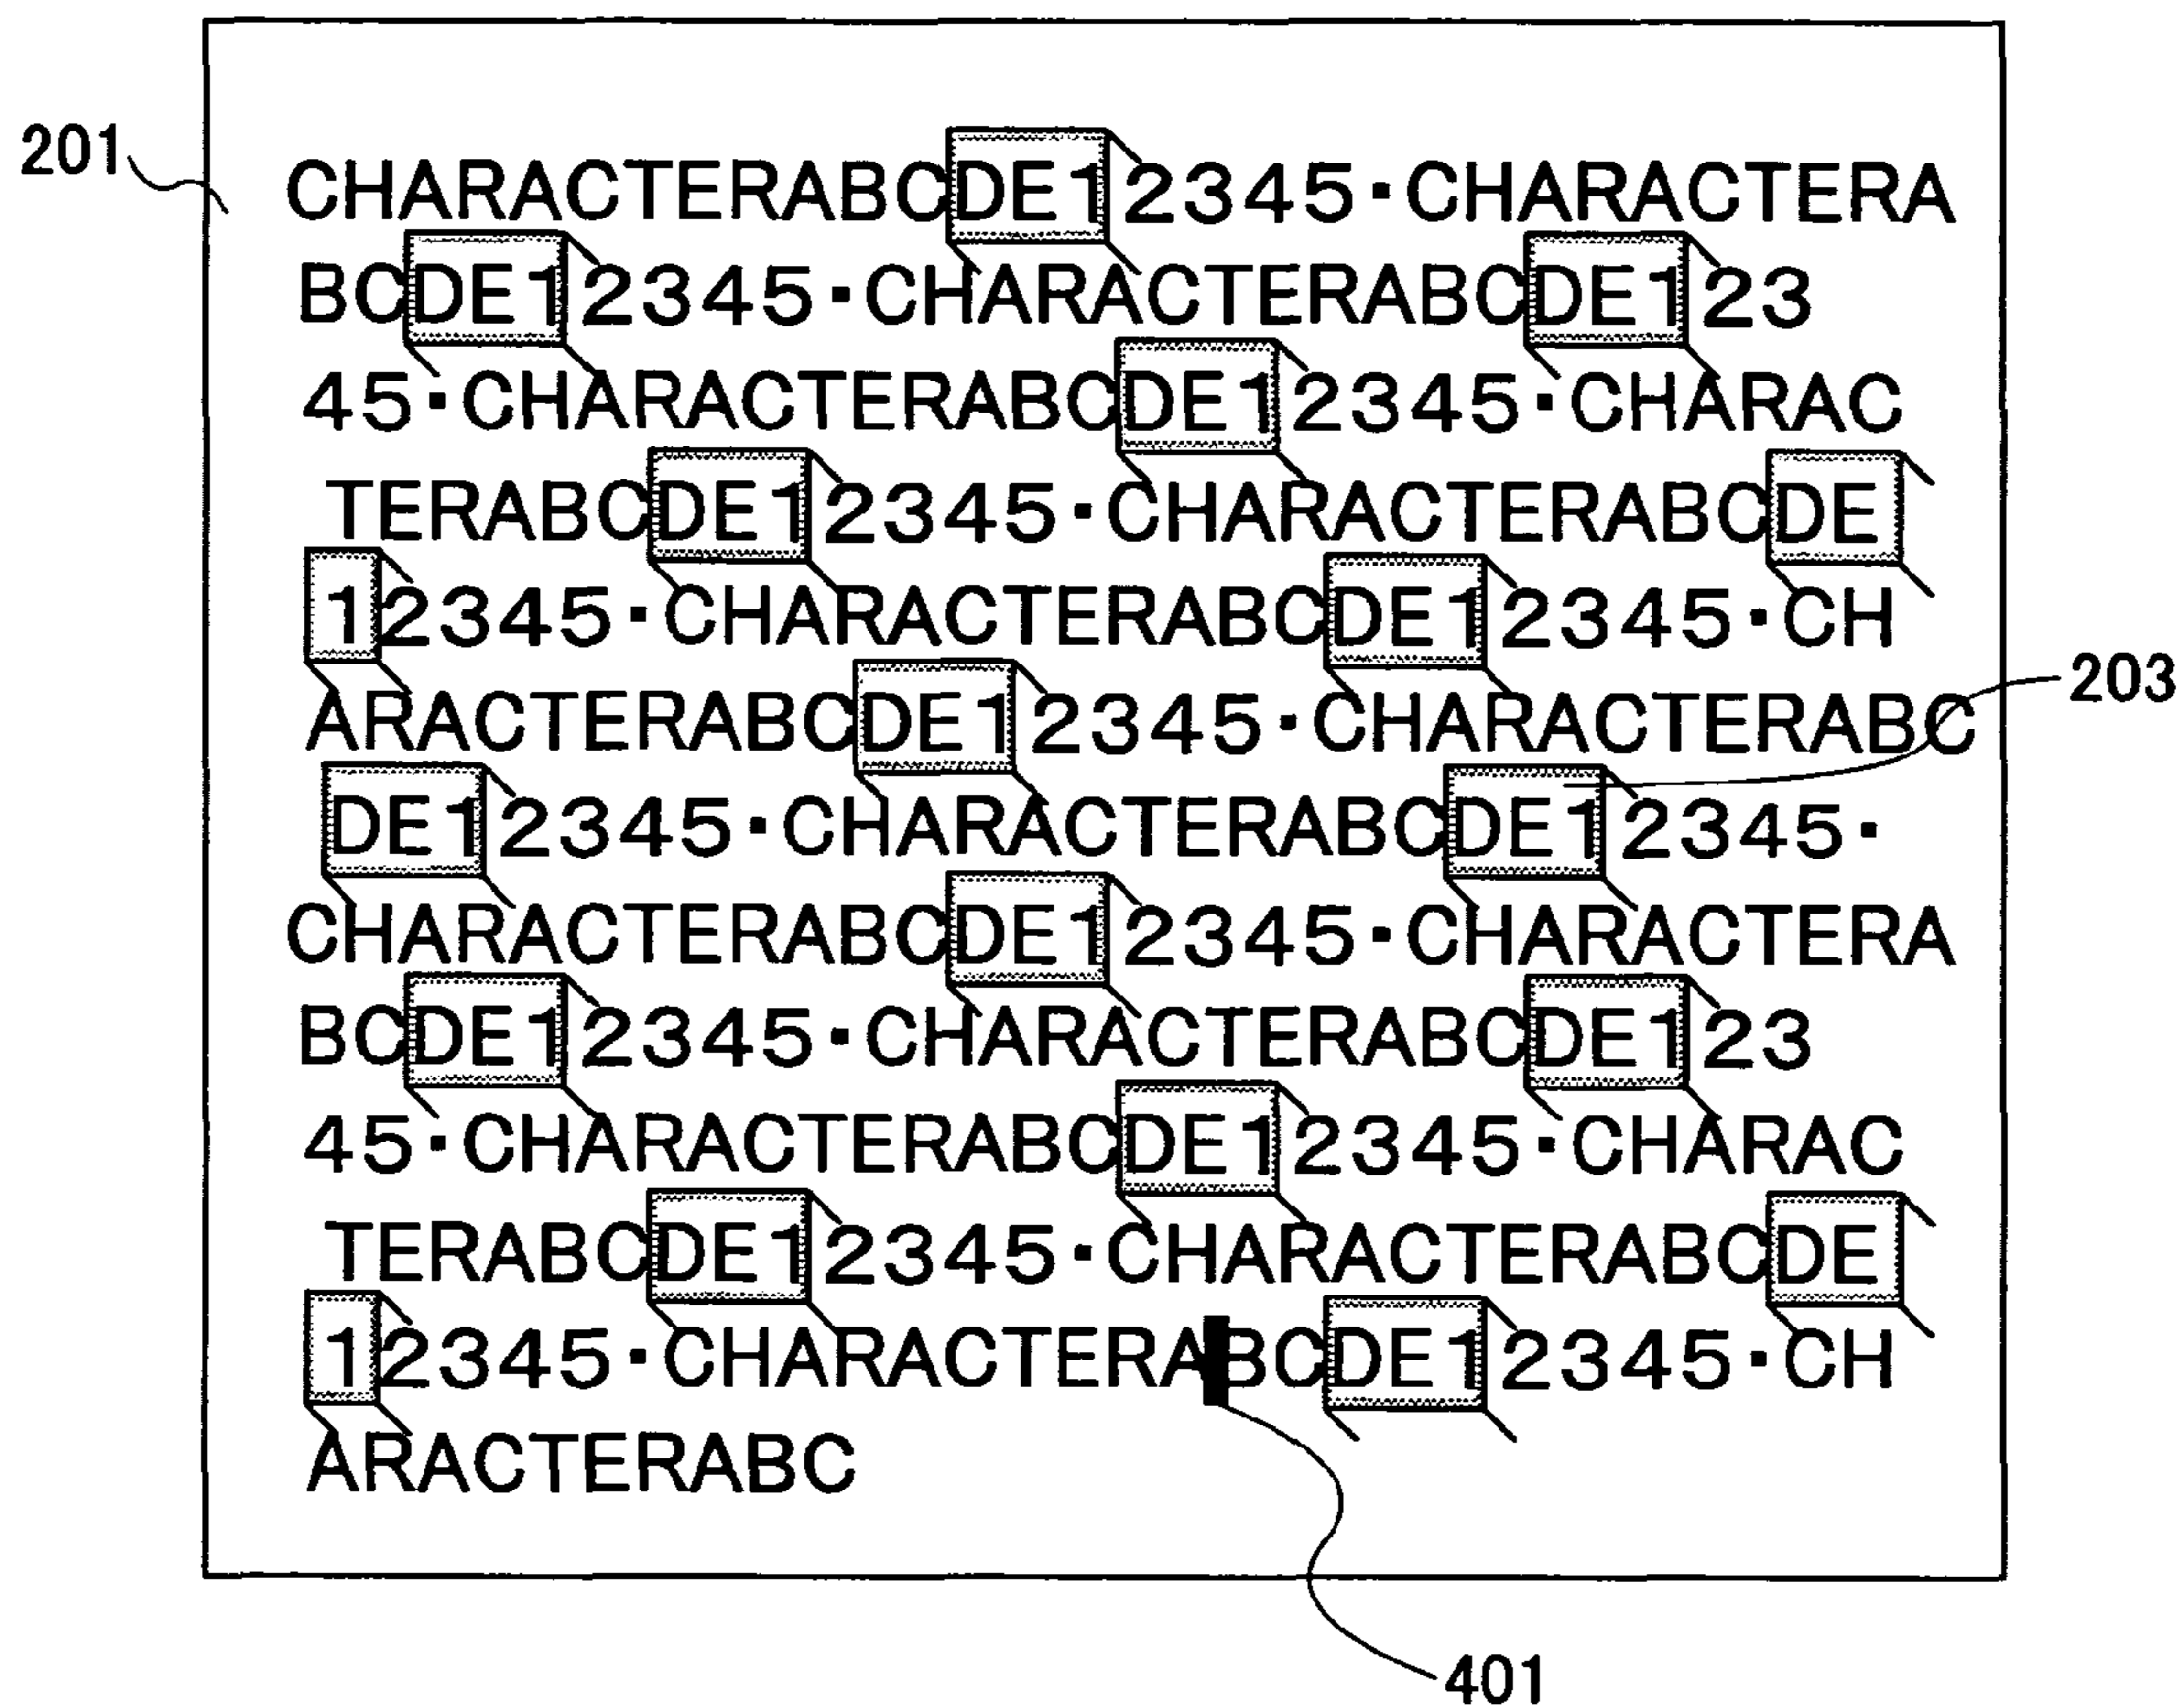 201
CHARACTERABCDE12345·CHARACTERA
BCDE12345·CHARACTERABCDE123
45·CHARACTERABCDE12345·CHARAC
TERABCDE12345·CHARACTERABCDE
12345·CHARACTERABCDE12345·CH
ARACTERABCDE12345·CHARACTERABC
203
DE12345·CHARACTERABCDE12345·
CHARACTERABCDE12345·CHARACTERA
BCDE12345·CHARACTERABCDE123
45·CHARACTERABCDE12345·CHARAC
TERABCDE12345·CHARACTERABCDE
12345·CHARACTERABCDE12345·CH
ARACTERABC
401